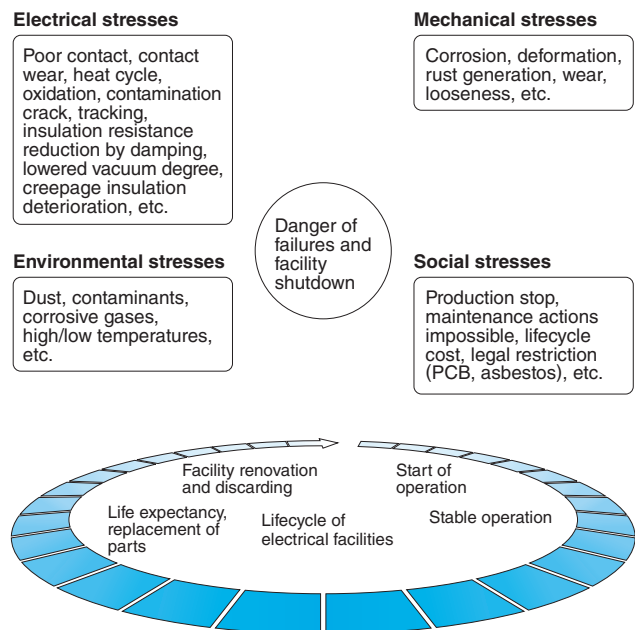 Electrical stresses
Poor contact, contact
wear, heat cycle,
oxidation, contamination
crack, tracking,
insulation resistance
reduction by damping,
lowered vacuum degree,
creepage insulation
deterioration, etc.
Mechanical stresses
Corrosion, deformation,
rust generation, wear,
looseness, etc.
Danger of
failures and
facility
shutdown
Environmental stresses
Dust, contaminants,
corrosive gases,
high/low temperatures,
etc.
Social stresses
Production stop,
maintenance actions
impossible, lifecycle
cost, legal restriction
(PCB, asbestos), etc.
Facility renovation
and discarding
Start of
operation
Life expectancy,
replacement of
parts
Lifecycle of
electrical facilities
Stable operation